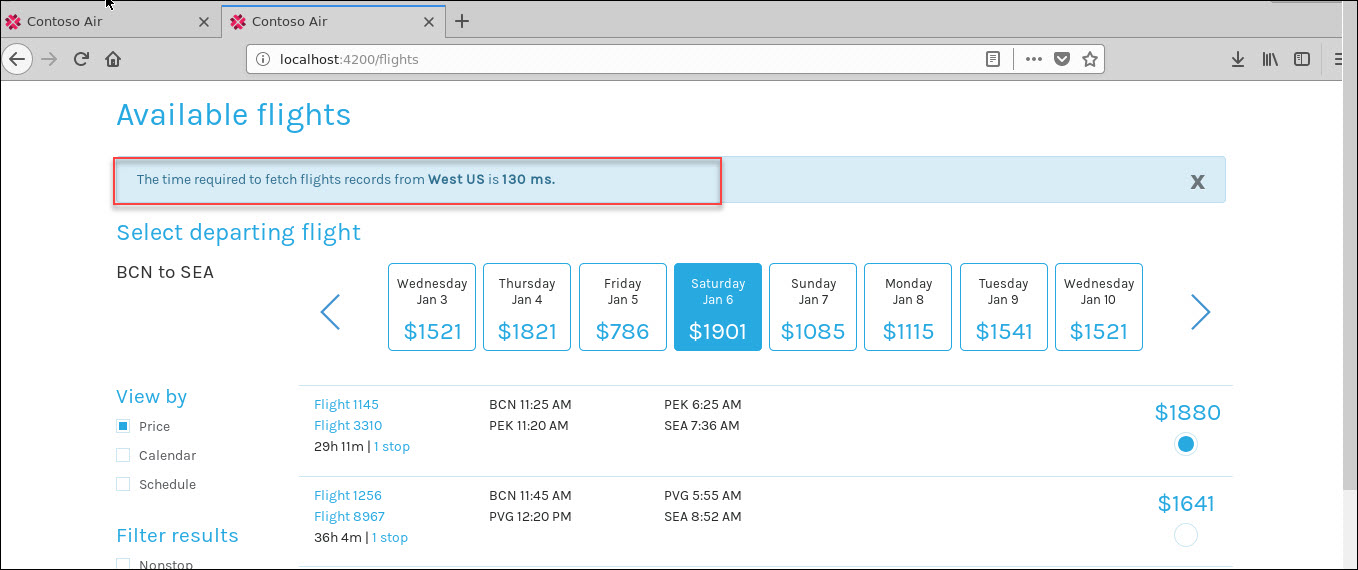 Contoso Air
Contoso Air
localhost:4200/flights
Available flights
The time required to fetch flights records from West US is 130 ms.
X
Select departing flight
BCN to SEA
Wednesday
Jan 3
$1521
Thursday
Jan 4
$1821
Friday
Jan 5
$786
Saturday
Jan 6
$1901
Sunday
Jan 7
$1085
Monday
Jan 8
$1115
Tuesday
Jan 9
$1541
Wednesday
Jan 10
$1521
View by
Price
Calendar
Schedule
Filter results
Nonstop
Flight 1145 BCN 11:25 AM PEK 6:25 AM
Flight 3310 PEK 11:20 AM SEA 7:36 AM
29h 11m | 1 stop
$1880
Flight 1256 BCN 11:45 AM PVG 5:55 AM
Flight 8967 PVG 12:20 PM SEA 8:52 AM
36h 4m | 1 stop
$1641